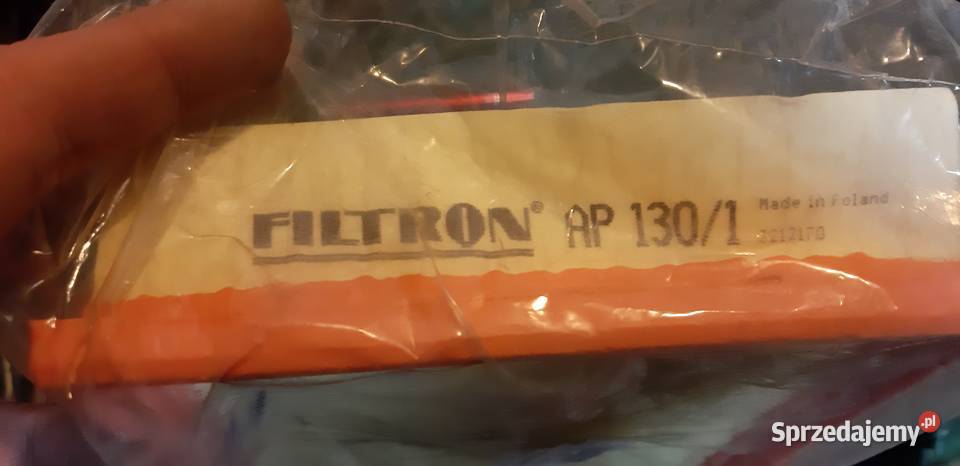 FILTRON® AP 130/1 Made in Poland
Sprzedajemy.pl